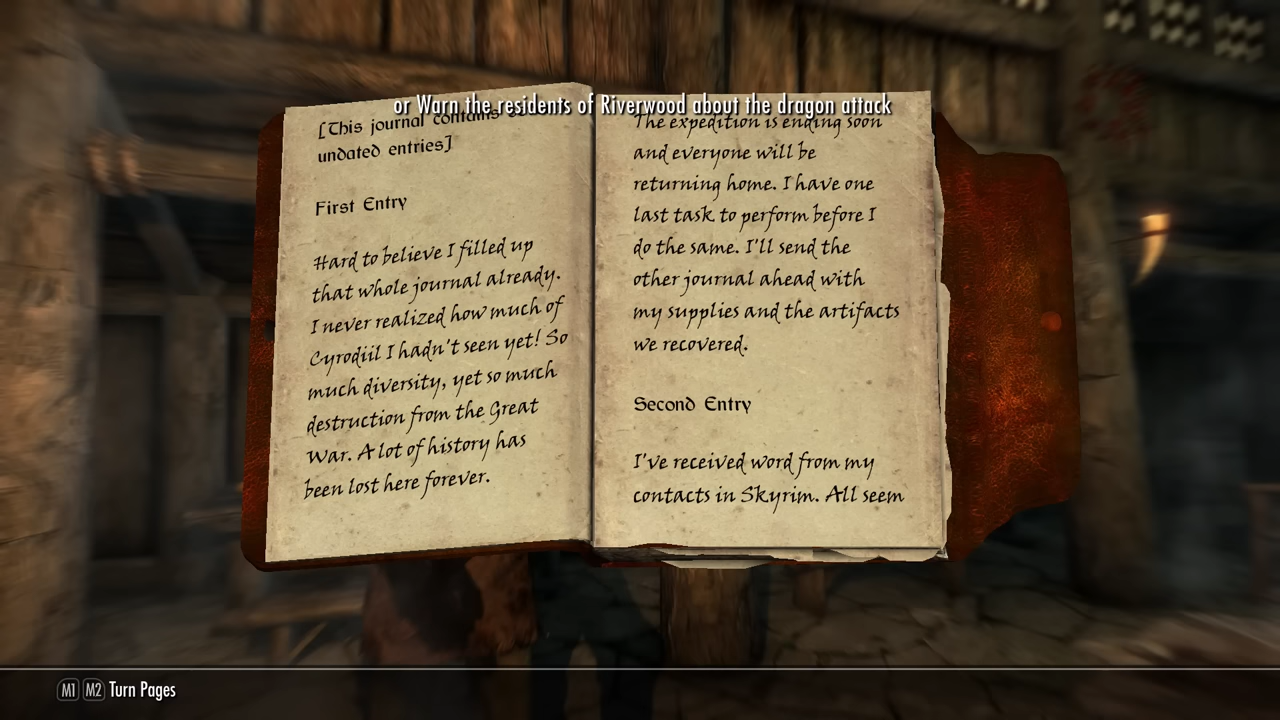 or Warn the residents of Riverwood about the dragon attack
[This journal contains
undated entries]
First Entry
Hard to believe I filled up
that whole journal already.
I never realized how much of
Cyrodiil I hadn't seen yet! So
much diversity, yet so much
destruction from the Great
War. A lot of history has
been lost here forever.
The expedition is ending soon
and everyone will be
returning home. I have one
last task to perform before I
do the same. I'll send the
other journal ahead with
my supplies and the artifacts
we recovered.
Second Entry
I've received word from my
contacts in Skyrim. All seem
M1 M2 Turn Pages